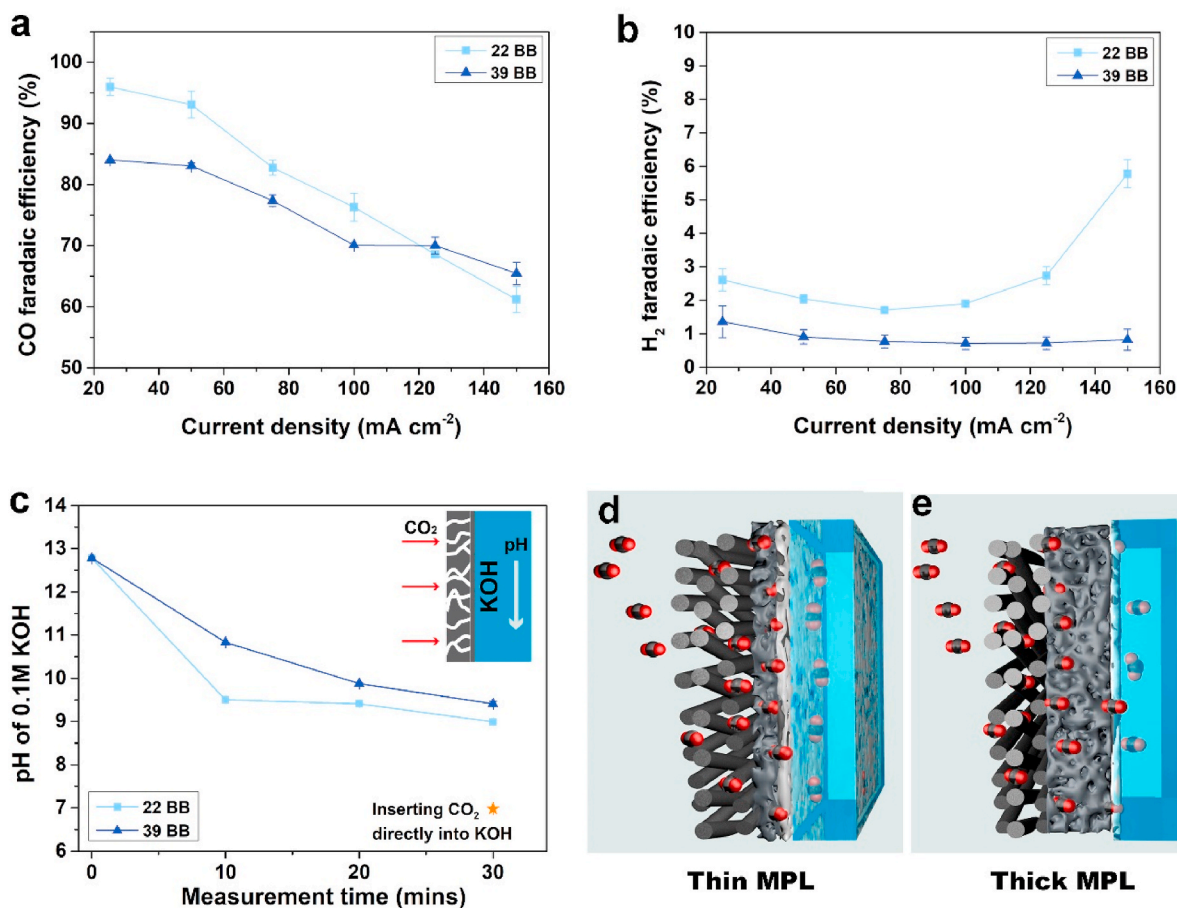 a
22 BB
39 BB
100
90
80
70
60
50
20 40 60 80 100 120 140 160
CO faradaic efficiency (%)
Current density (mA cm⁻²)
b
22 BB
39 BB
10
9
8
7
6
5
4
3
2
1
0
20 40 60 80 100 120 140 160
H₂ faradaic efficiency (%)
Current density (mA cm⁻²)
c
14
13
12
11
10
9
8
7
6
0 10 20 30
pH of 0.1M KOH
Measurement time (mins)
CO₂
KOH
pH
22 BB
39 BB
Inserting CO₂
directly into KOH
d
Thin MPL
e
Thick MPL